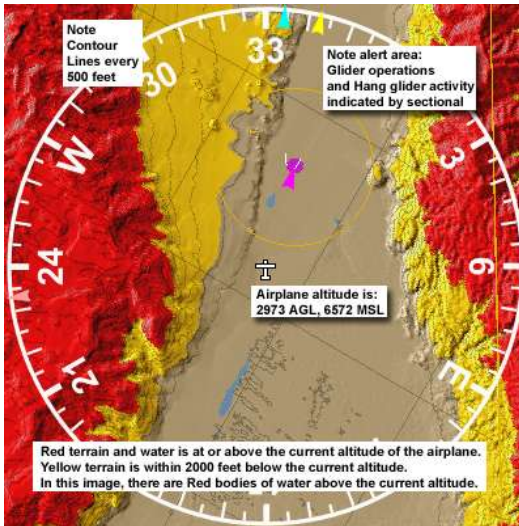 Note
Contour
Lines every
500 feet
33
Note alert area:
Glider operations
and Hang glider activity
indicated by sectional
30
3
W
24
6
Airplane altitude is:
2973 AGL, 6572 MSL
21
E
Red terrain and water is at or above the current altitude of the airplane.
Yellow terrain is within 2000 feet below the current altitude.
In this image, there are Red bodies of water above the current altitude.